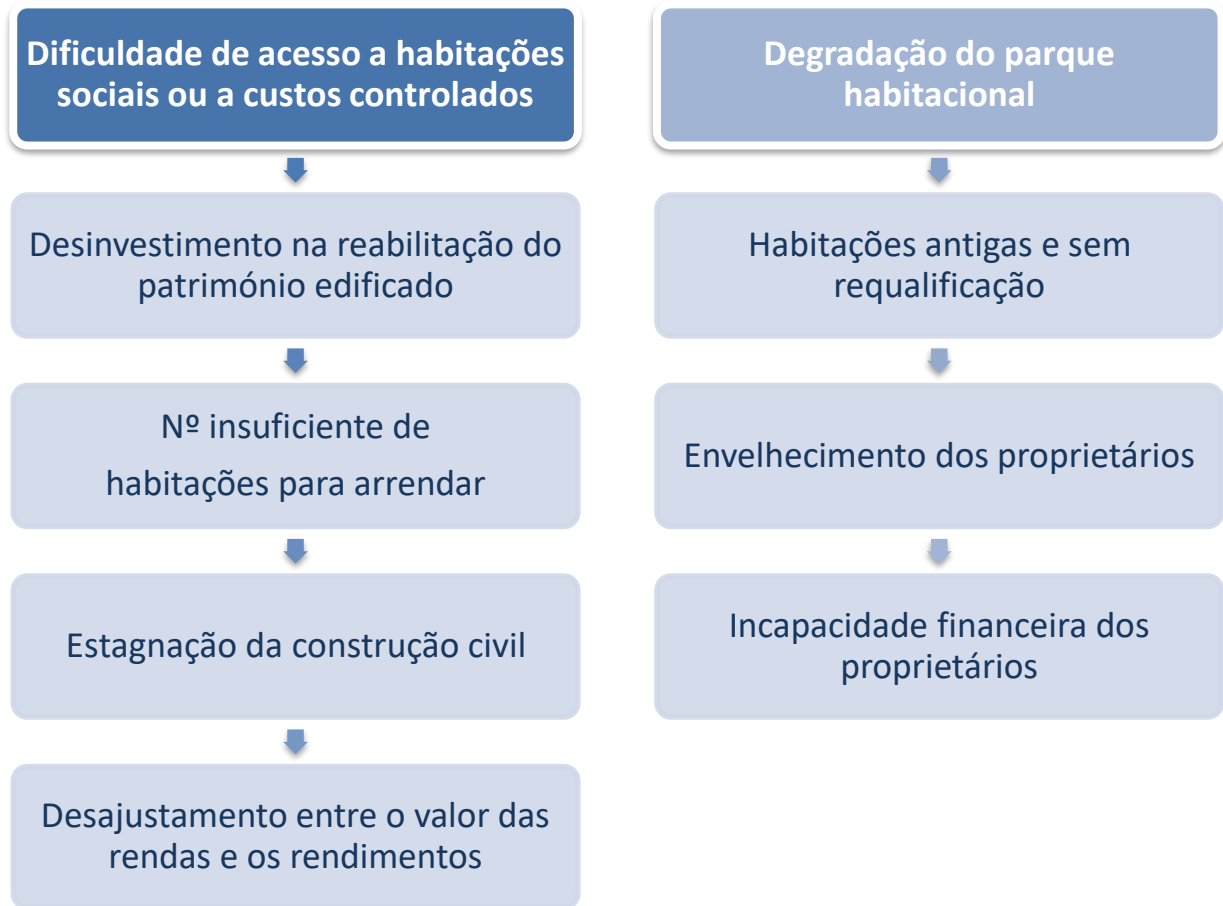 Dificuldade de acesso a habitações
sociais ou a custos controlados
Desinvestimento na reabilitação do
património edificado
Nº insuficiente de
habitações para arrendar
Estagnação da construção civil
Desajustamento entre o valor das
rendas e os rendimentos
Degradação do parque
habitacional
Habitações antigas e sem
requalificação
Envelhecimento dos proprietários
Incapacidade financeira dos
proprietários